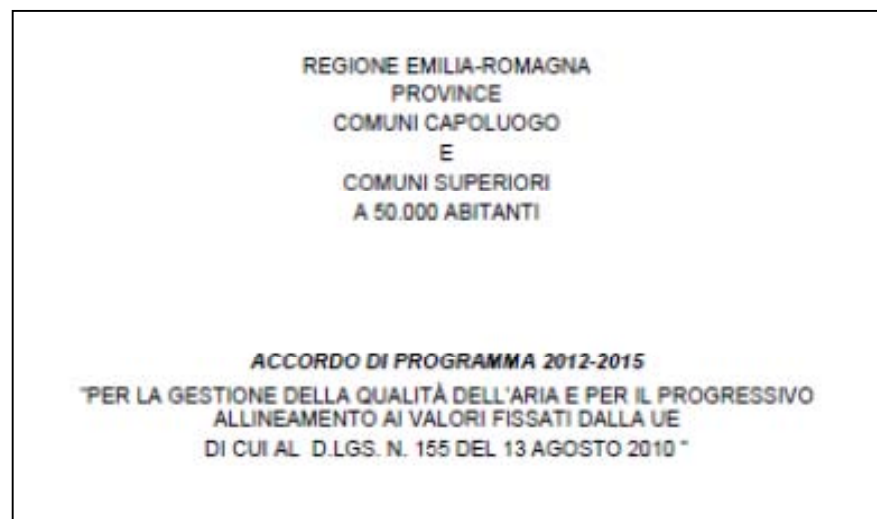 REGIONE EMILIA-ROMAGNA
PROVINCE
COMUNI CAPOLUOGO
E
COMUNI SUPERIORI
A 50.000 ABITANTI
ACCORDO DI PROGRAMMA 2012-2015
"PER LA GESTIONE DELLA QUALITÀ DELL'ARIA E PER IL PROGRESSIVO
ALLINEAMENTO AI VALORI FISSATI DALLA UE
DI CUI AL D.LGS. N. 155 DEL 13 AGOSTO 2010 "